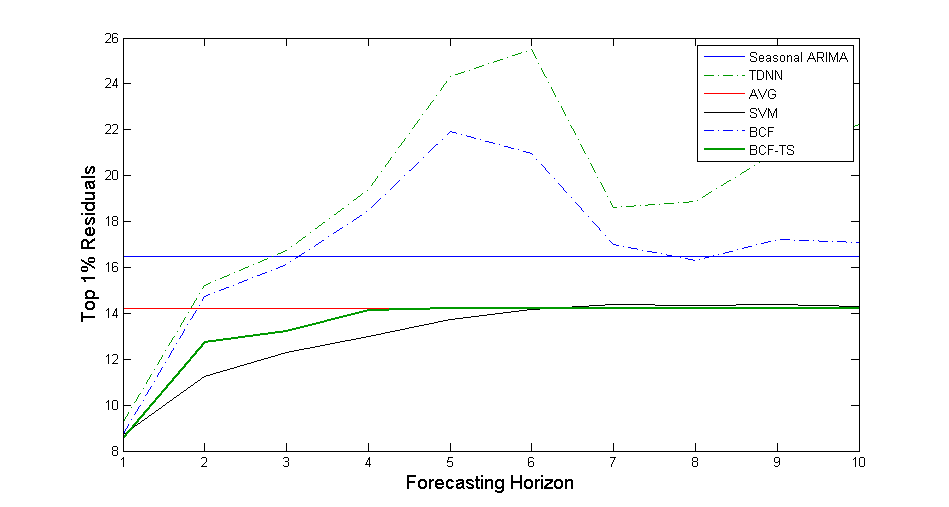 26
24
22
20
18
16
14
12
10
8
Top 1% Residuals
Seasonal ARIMA
TDNN
AVG
SVM
BCF
BCF-TS
1 2 3 4 5 6 7 8 9 10
Forecasting Horizon